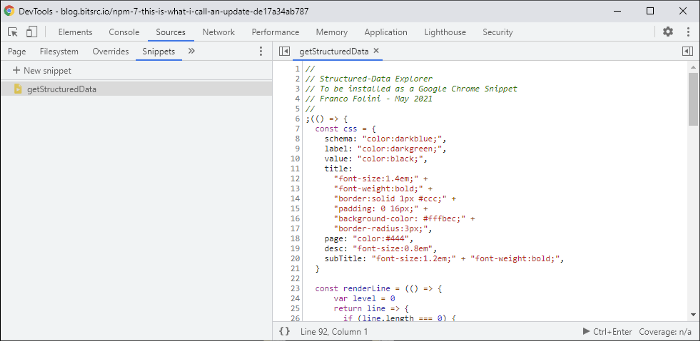 DevTools - blog.bitsrc.io/npm-7-this-is-what-i-call-an-update-de17a34ab787
Elements Console Sources Network Performance Memory Application Lighthouse Security
Page Filesystem Overrides Snippets »
+ New snippet
getStructuredData
getStructuredData ×
1 //
2 // Structured-Data Explorer
3 // To be installed as a Google Chrome Snippet
4 // Franco Folini - May 2021
5 //
6 ;(() => {
7 const css = {
8 schema: "color:darkblue;",
9 label: "color:darkgreen;",
10 value: "color:black;",
11 title:
12 "font-size:1.4em;" +
13 "font-weight:bold;" +
14 "border:solid 1px #ccc;" +
15 "padding: 0 16px;" +
16 "background-color: #fffbec;" +
17 "border-radius:3px;",
18 page: "color:#444",
19 desc: "font-size:0.8em",
20 subTitle: "font-size:1.2em;" + "font-weight:bold;",
21 }
22
23 const renderLine = (() => {
24 var level = 0
25 return line => {
26 if (line.length === 0) {
{} Line 92, Column 1
Ctrl+Enter Coverage: n/a